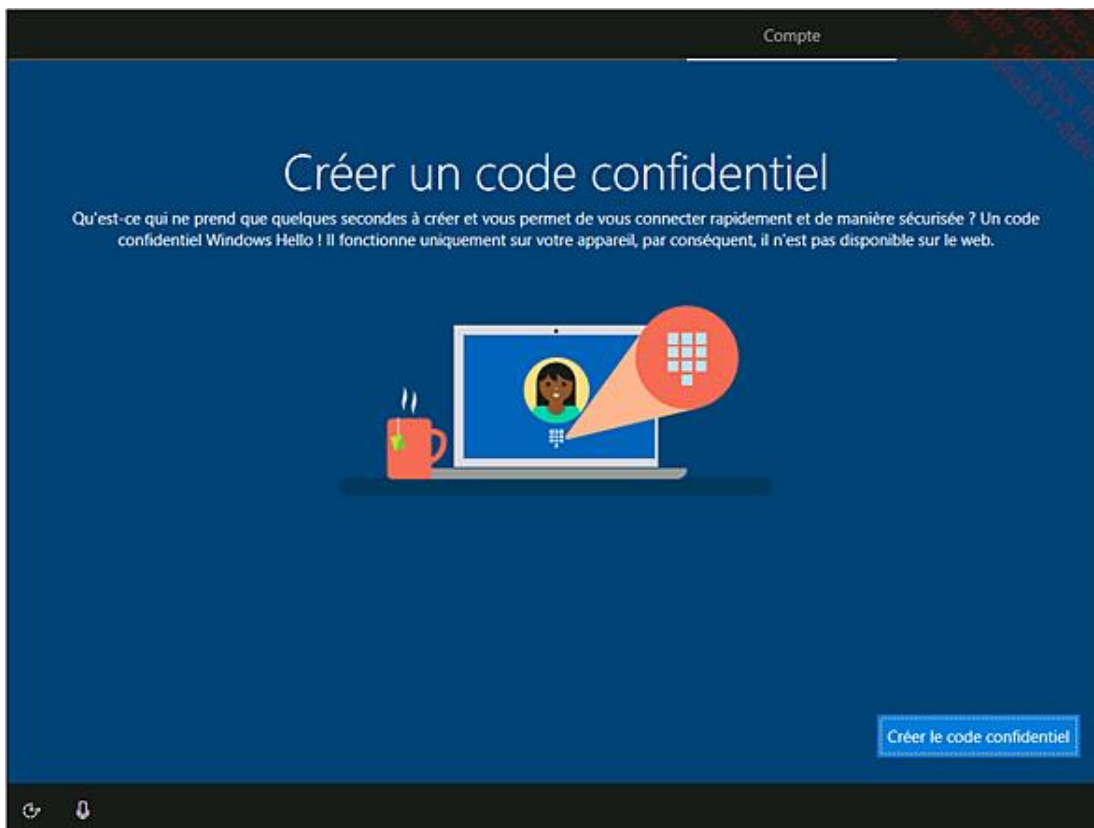 Compte
Créer un code confidentiel
Qu'est-ce qui ne prend que quelques secondes à créer et vous permet de vous connecter rapidement et de manière sécurisée ? Un code
confidentiel Windows Hello ! Il fonctionne uniquement sur votre appareil, par conséquent, il n'est pas disponible sur le web.
Créer le code confidentiel